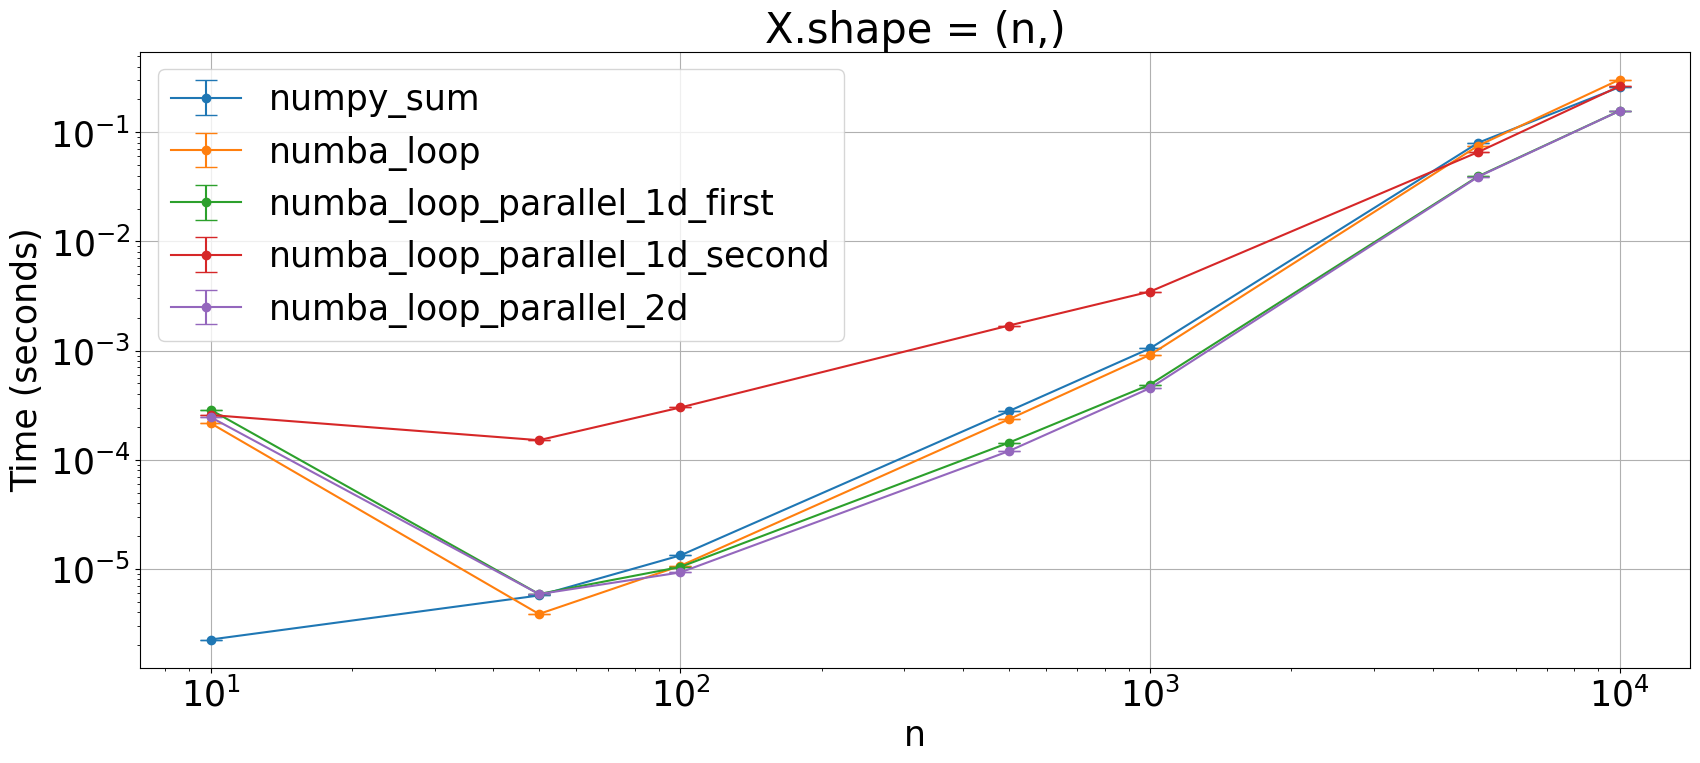 X.shape = (n,)
numpy_sum
numba_loop
numba_loop_parallel_1d_first
numba_loop_parallel_1d_second
numba_loop_parallel_2d
Time (seconds)
10⁻¹
10⁻²
10⁻³
10⁻⁴
10⁻⁵
10¹ 10² 10³ 10⁴
n